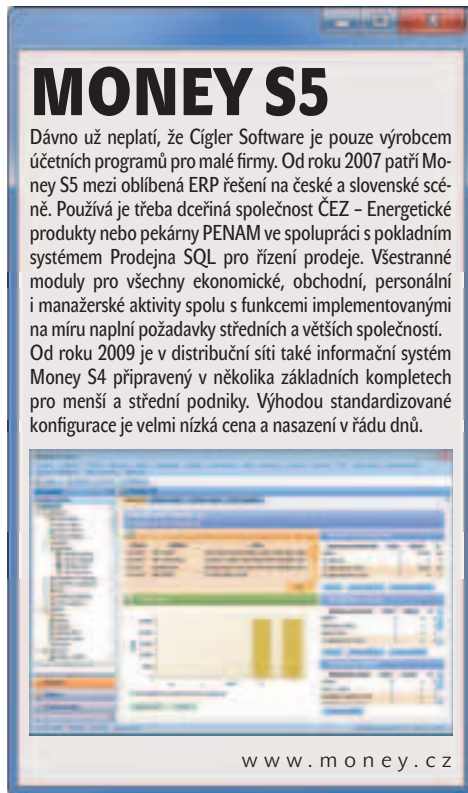 MONEY S5
Dávno už neplatí, že Cígler Software je pouze výrobcem
účetních programů pro malé firmy. Od roku 2007 patří Mo-
ney S5 mezi oblíbená ERP řešení na české a slovenské scé-
ně. Používá je třeba dceřiná společnost ČEZ – Energetické
produkty nebo pekárny PENAM ve spolupráci s pokladním
systémem Prodejna SQL pro řízení prodeje. Všestranné
moduly pro všechny ekonomické, obchodní, personální
i manažerské aktivity spolu s funkcemi implementovanými
na míru naplní požadavky středních a větších společností.
Od roku 2009 je v distribuční síti také informační systém
Money S4 připravený v několika základních kompletech
pro menší a střední podniky. Výhodou standardizované
konfigurace je velmi nízká cena a nasazení v řádu dnů.
www.money.cz